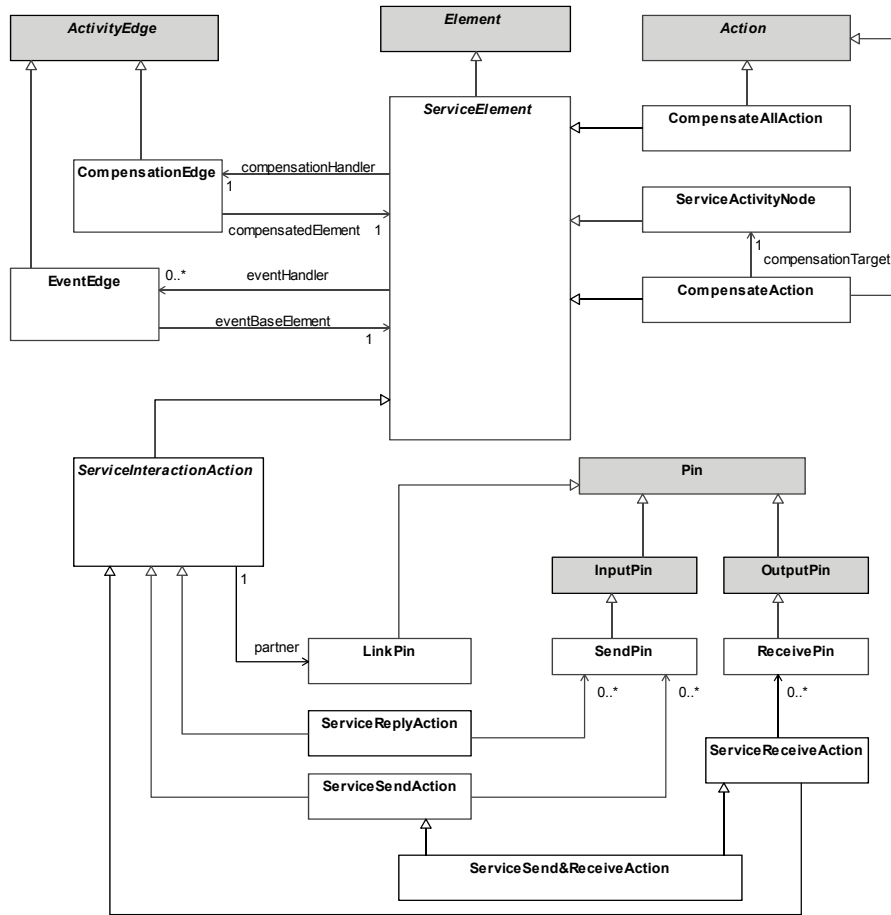 ActivityEdge
Element
Action
ServiceElement
CompensateAllAction
CompensationEdge
compensationHandler
1
compensatedElement
1
ServiceActivityNode
1
compensationTarget
EventEdge
0..*
eventHandler
CompensateAction
eventBaseElement
1
ServiceInteractionAction
Pin
InputPin
OutputPin
1
partner
LinkPin
SendPin
ReceivePin
0..*
0..*
0..*
ServiceReplyAction
ServiceReceiveAction
ServiceSendAction
ServiceSend&ReceiveAction